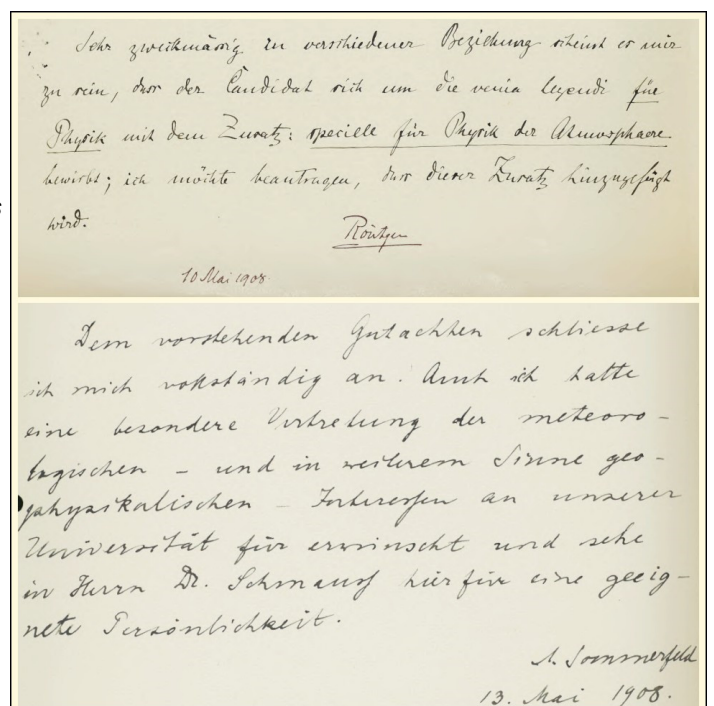 Sehr zweckmässig in verschiedener Beziehung scheint es mir
zu sein, dass der Candidat sich um die venia legendi für
Physik mit dem Zusatz: specielle für Physik der Atmosphaere
bewirbt; ich möchte beantragen, dass dieser Zusatz hinzugefügt
wird.
Röntgen
10 Mai 1908
Dem vorstehenden Gutachten schliesse
ich mich vollständig an. Auch ich halte
eine besondere Vertretung der meteoro-
logischen – und in weiterem Sinne geo-
physikalischen – Interessen an unserer
Universität für erwünscht und sehe
in Herrn Dr. Schmauss hierfür eine geeig-
nete Persönlichkeit.
A. Sommerfeld
13. Mai 1908.